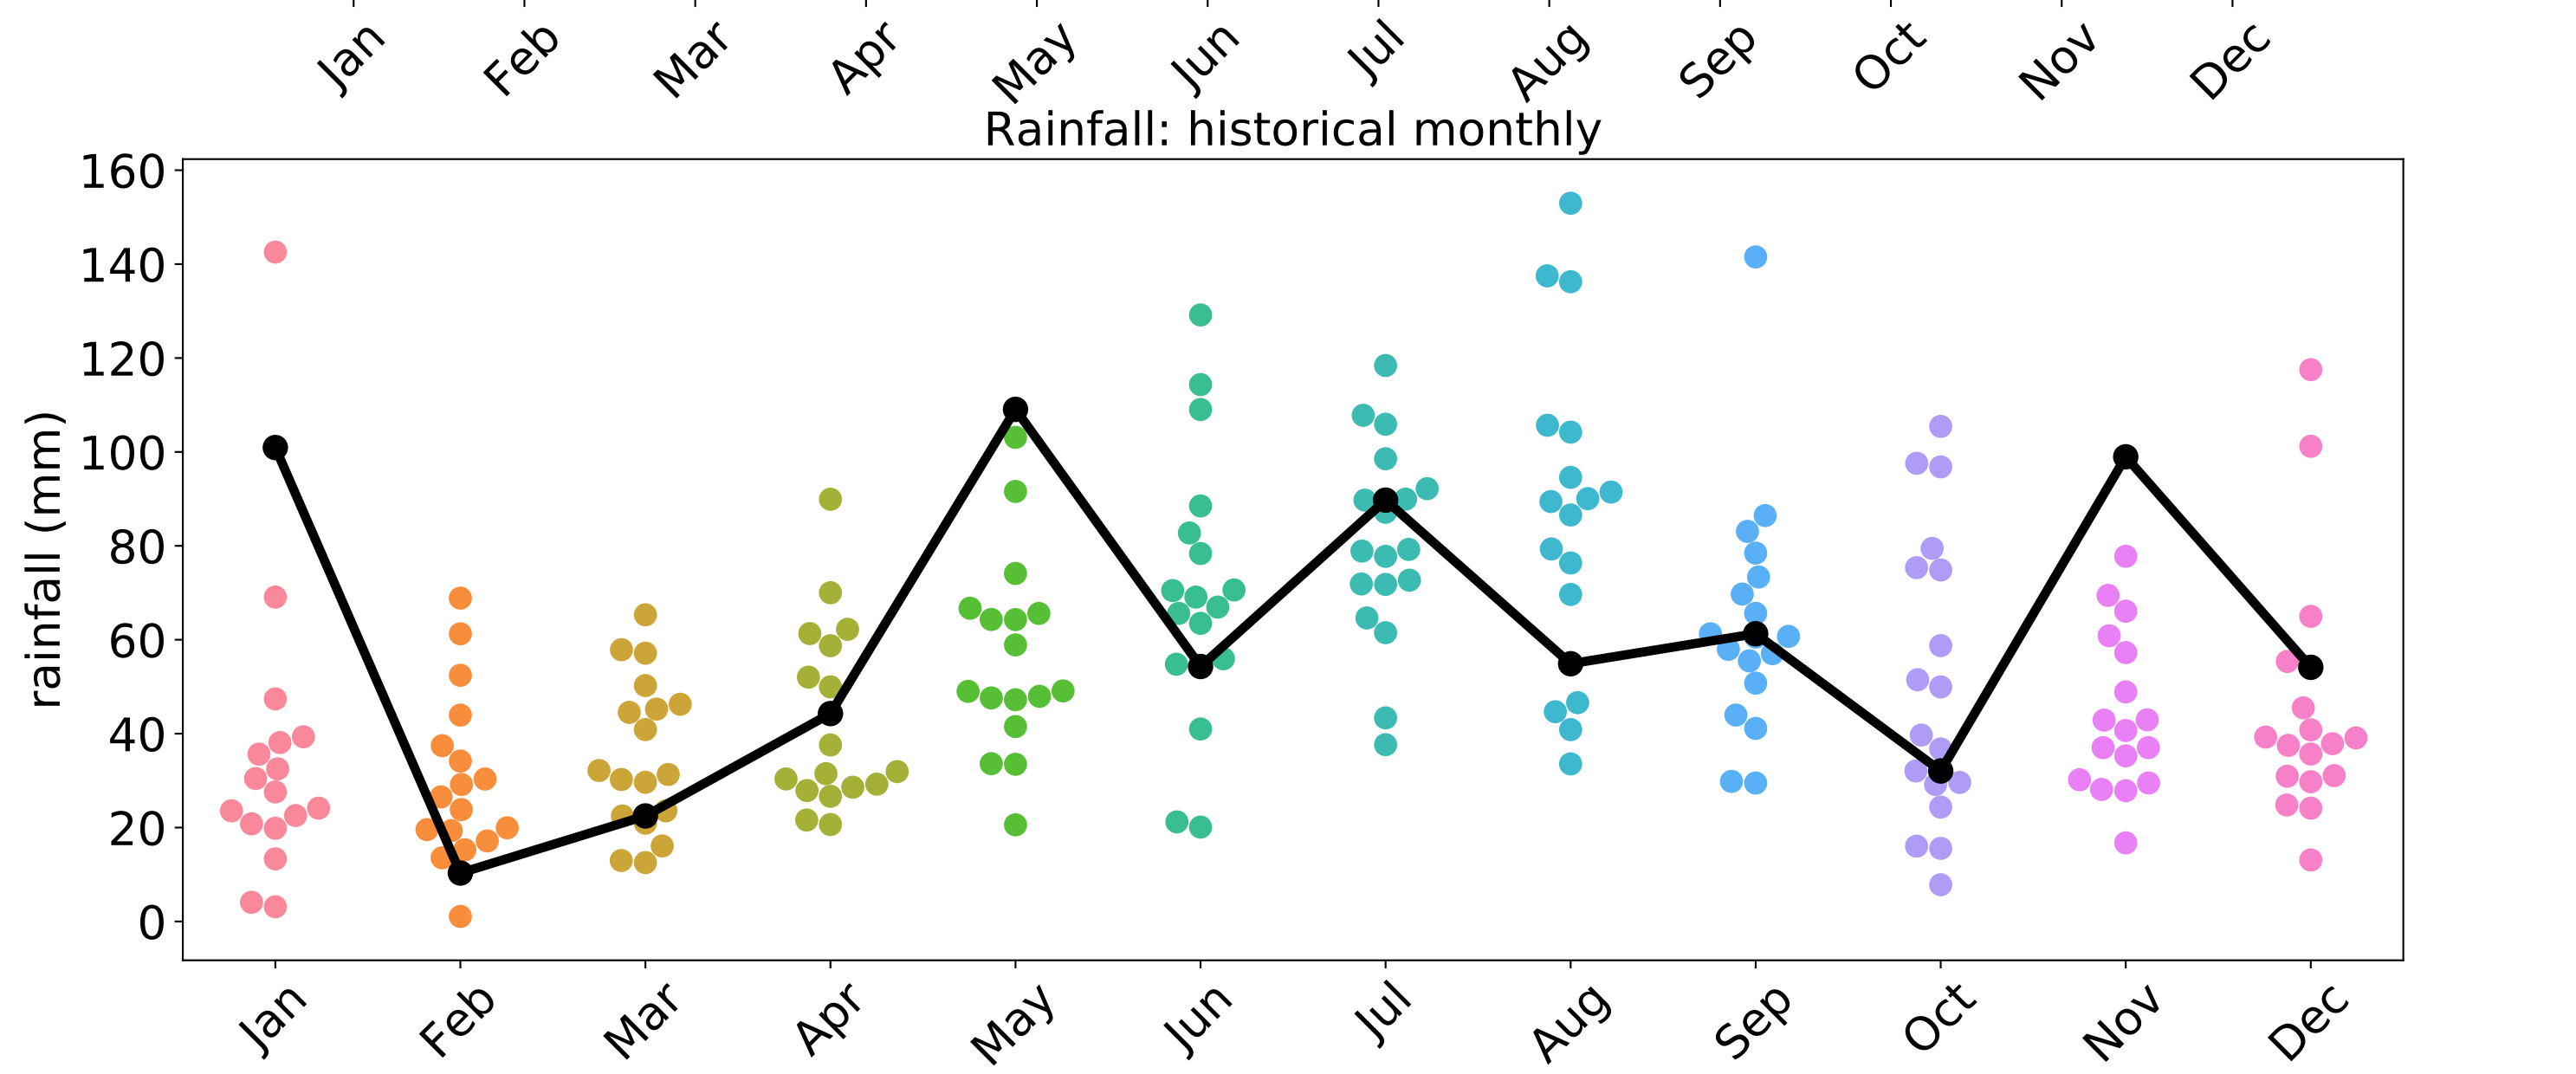 Jan Feb Mar Apr May Jun Jul Aug Sep Oct Nov Dec
Rainfall: historical monthly
rainfall (mm)
160
140
120
100
80
60
40
20
0
Jan Feb Mar Apr May Jun Jul Aug Sep Oct Nov Dec